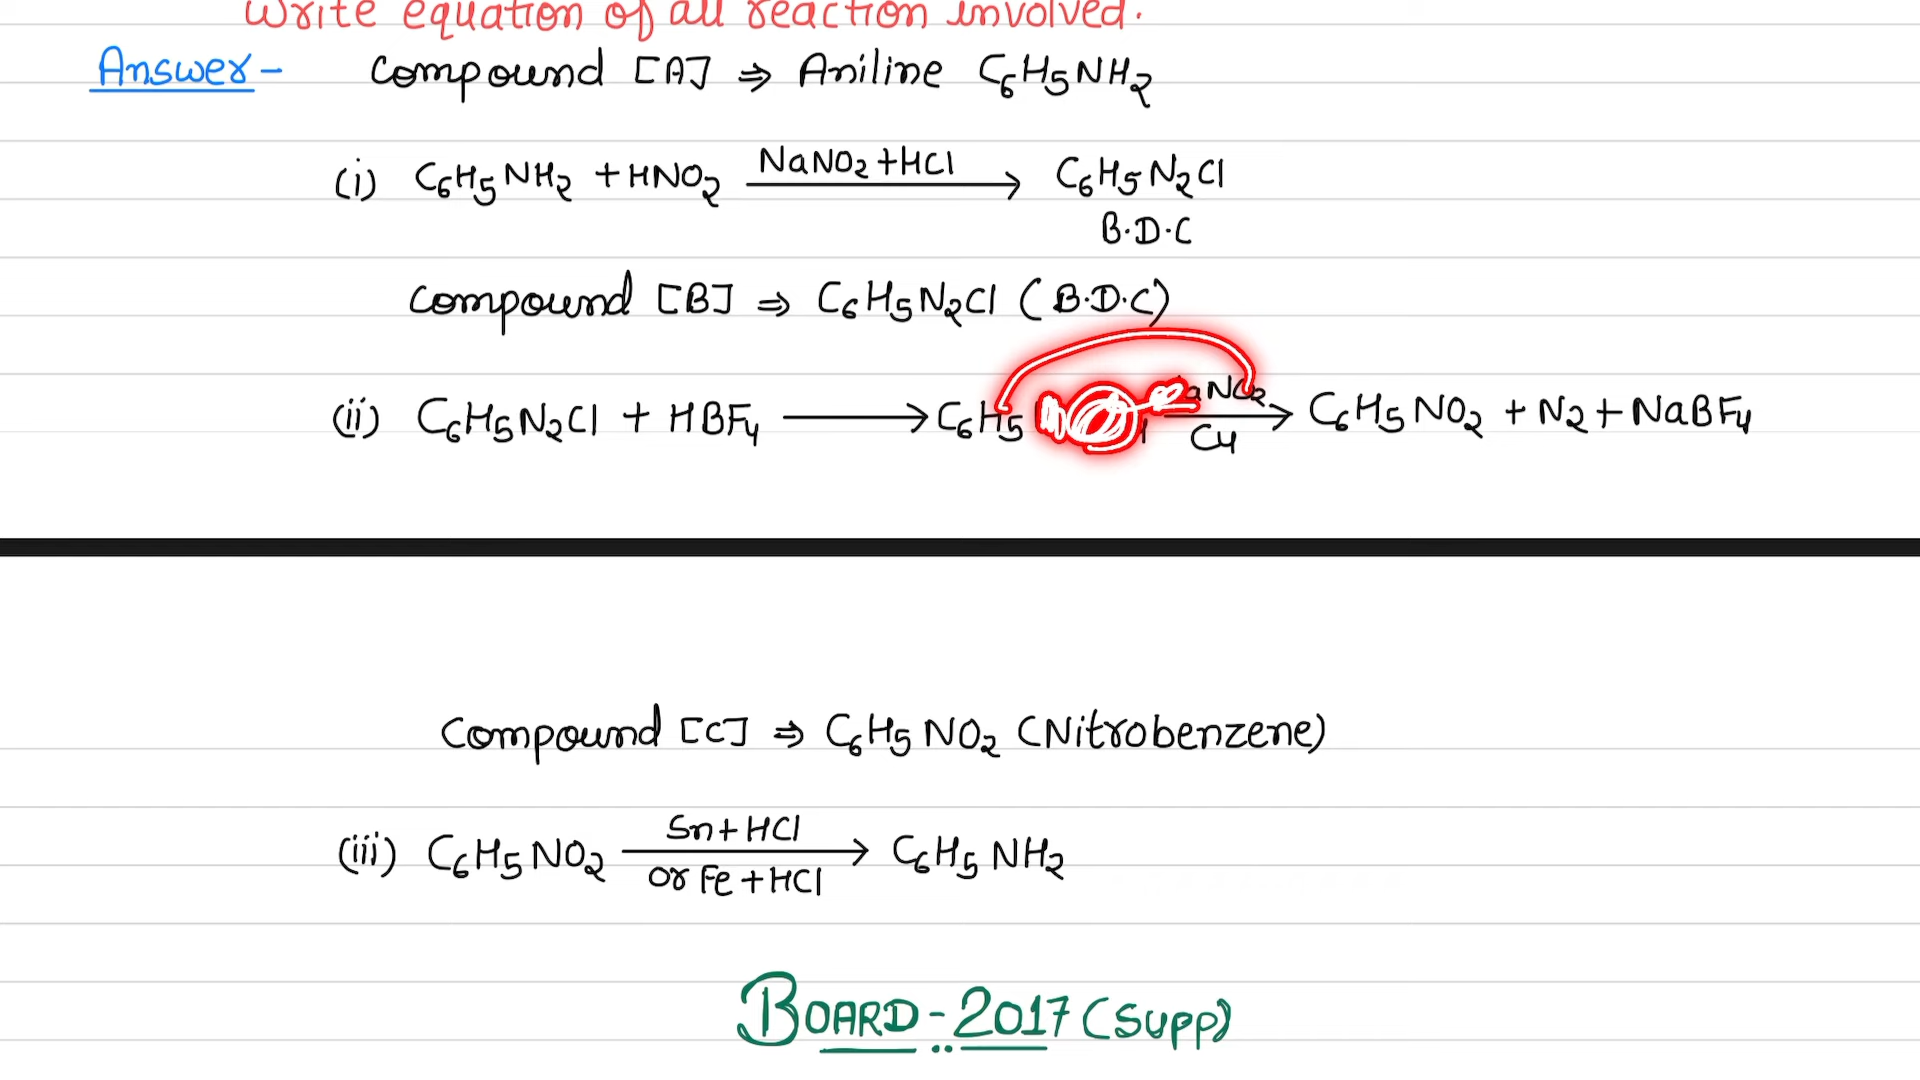 Write equation of all reaction involved.
Answer - Compound [A] ⇒ Aniline C6H5NH2
(i) C6H5NH2 + HNO2 NaNO2+HCl → C6H5N2Cl
B.D.C
Compound [B] ⇒ C6H5N2Cl (B.D.C)
(ii) C6H5N2Cl + HBF4 → C6H5 aNO2 Cu → C6H5NO2 + N2 + NaBF4
Compound [C] ⇒ C6H5NO2 (Nitrobenzene)
(iii) C6H5NO2 Sn+HCl or Fe+HCl → C6H5NH2
BOARD-2017 (Supp)